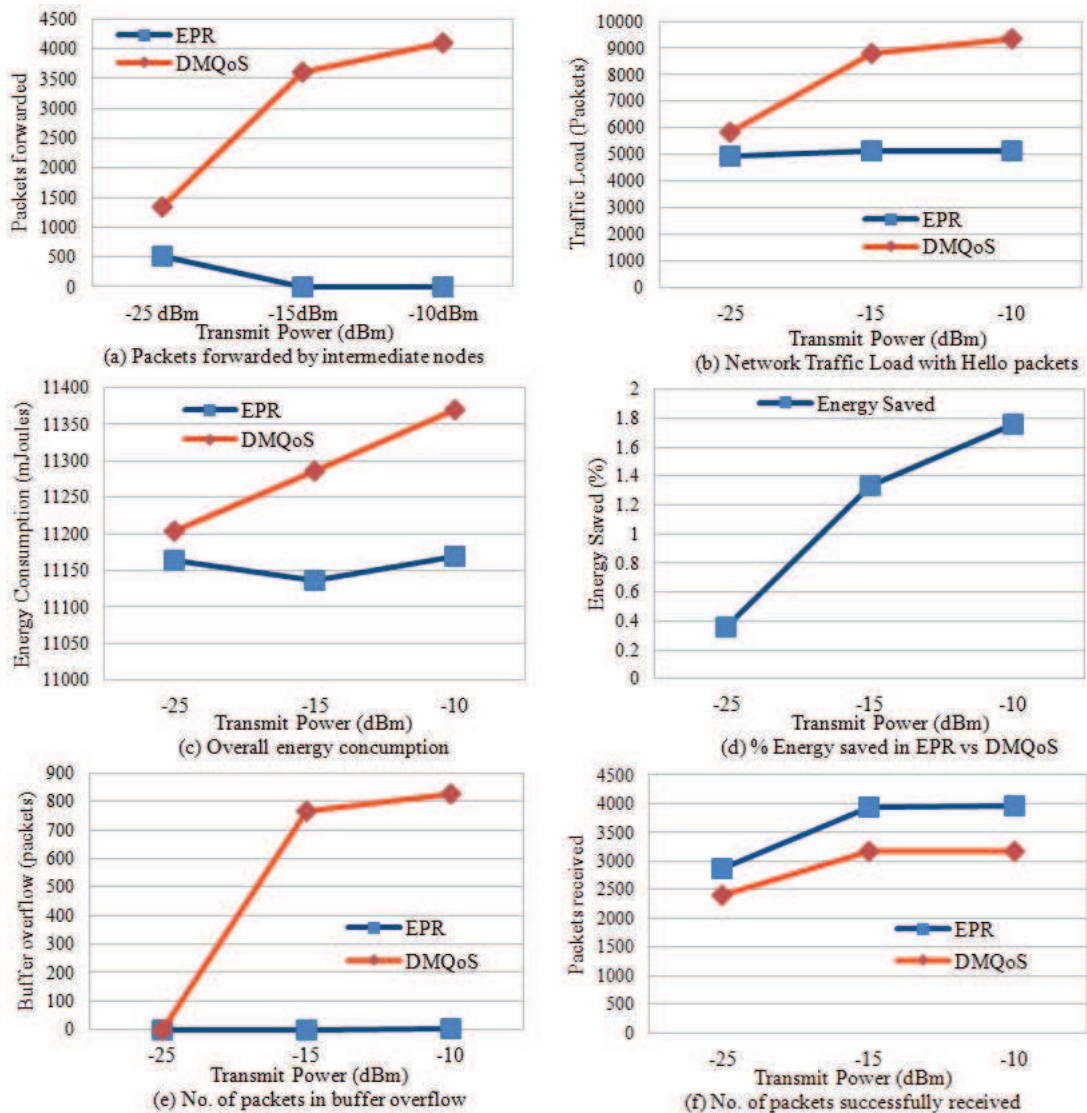 4500
4000
3500
3000
2500
2000
1500
1000
500
0
Packets forwarded
EPR
DMQoS
-25 dBm -15dBm -10dBm
Transmit Power (dBm)
(a) Packets forwarded by intermediate nodes
10000
9000
8000
7000
6000
5000
4000
3000
2000
1000
0
Traffic Load (Packets)
EPR
DMQoS
-25 -15 -10
Transmit Power (dBm)
(b) Network Traffic Load with Hello packets
11400
11350
11300
11250
11200
11150
11100
11050
11000
Energy Consumption (mJoules)
EPR
DMQoS
-25 -15 -10
Transmit Power (dBm)
(c) Overall energy concumption
2
1.8
1.6
1.4
1.2
1
0.8
0.6
0.4
0.2
0
Energy Saved (%)
Energy Saved
-25 -15 -10
Transmit Power (dBm)
(d) % Energy saved in EPR vs DMQoS
900
800
700
600
500
400
300
200
100
0
Buffer overflow (packets)
EPR
DMQoS
-25 -15 -10
Transmit Power (dBm)
(e) No. of packets in buffer overflow
4500
4000
3500
3000
2500
2000
1500
1000
500
0
Packets received
EPR
DMQoS
-25 -15 -10
Transmit Power (dBm)
(f) No. of packets successfully received